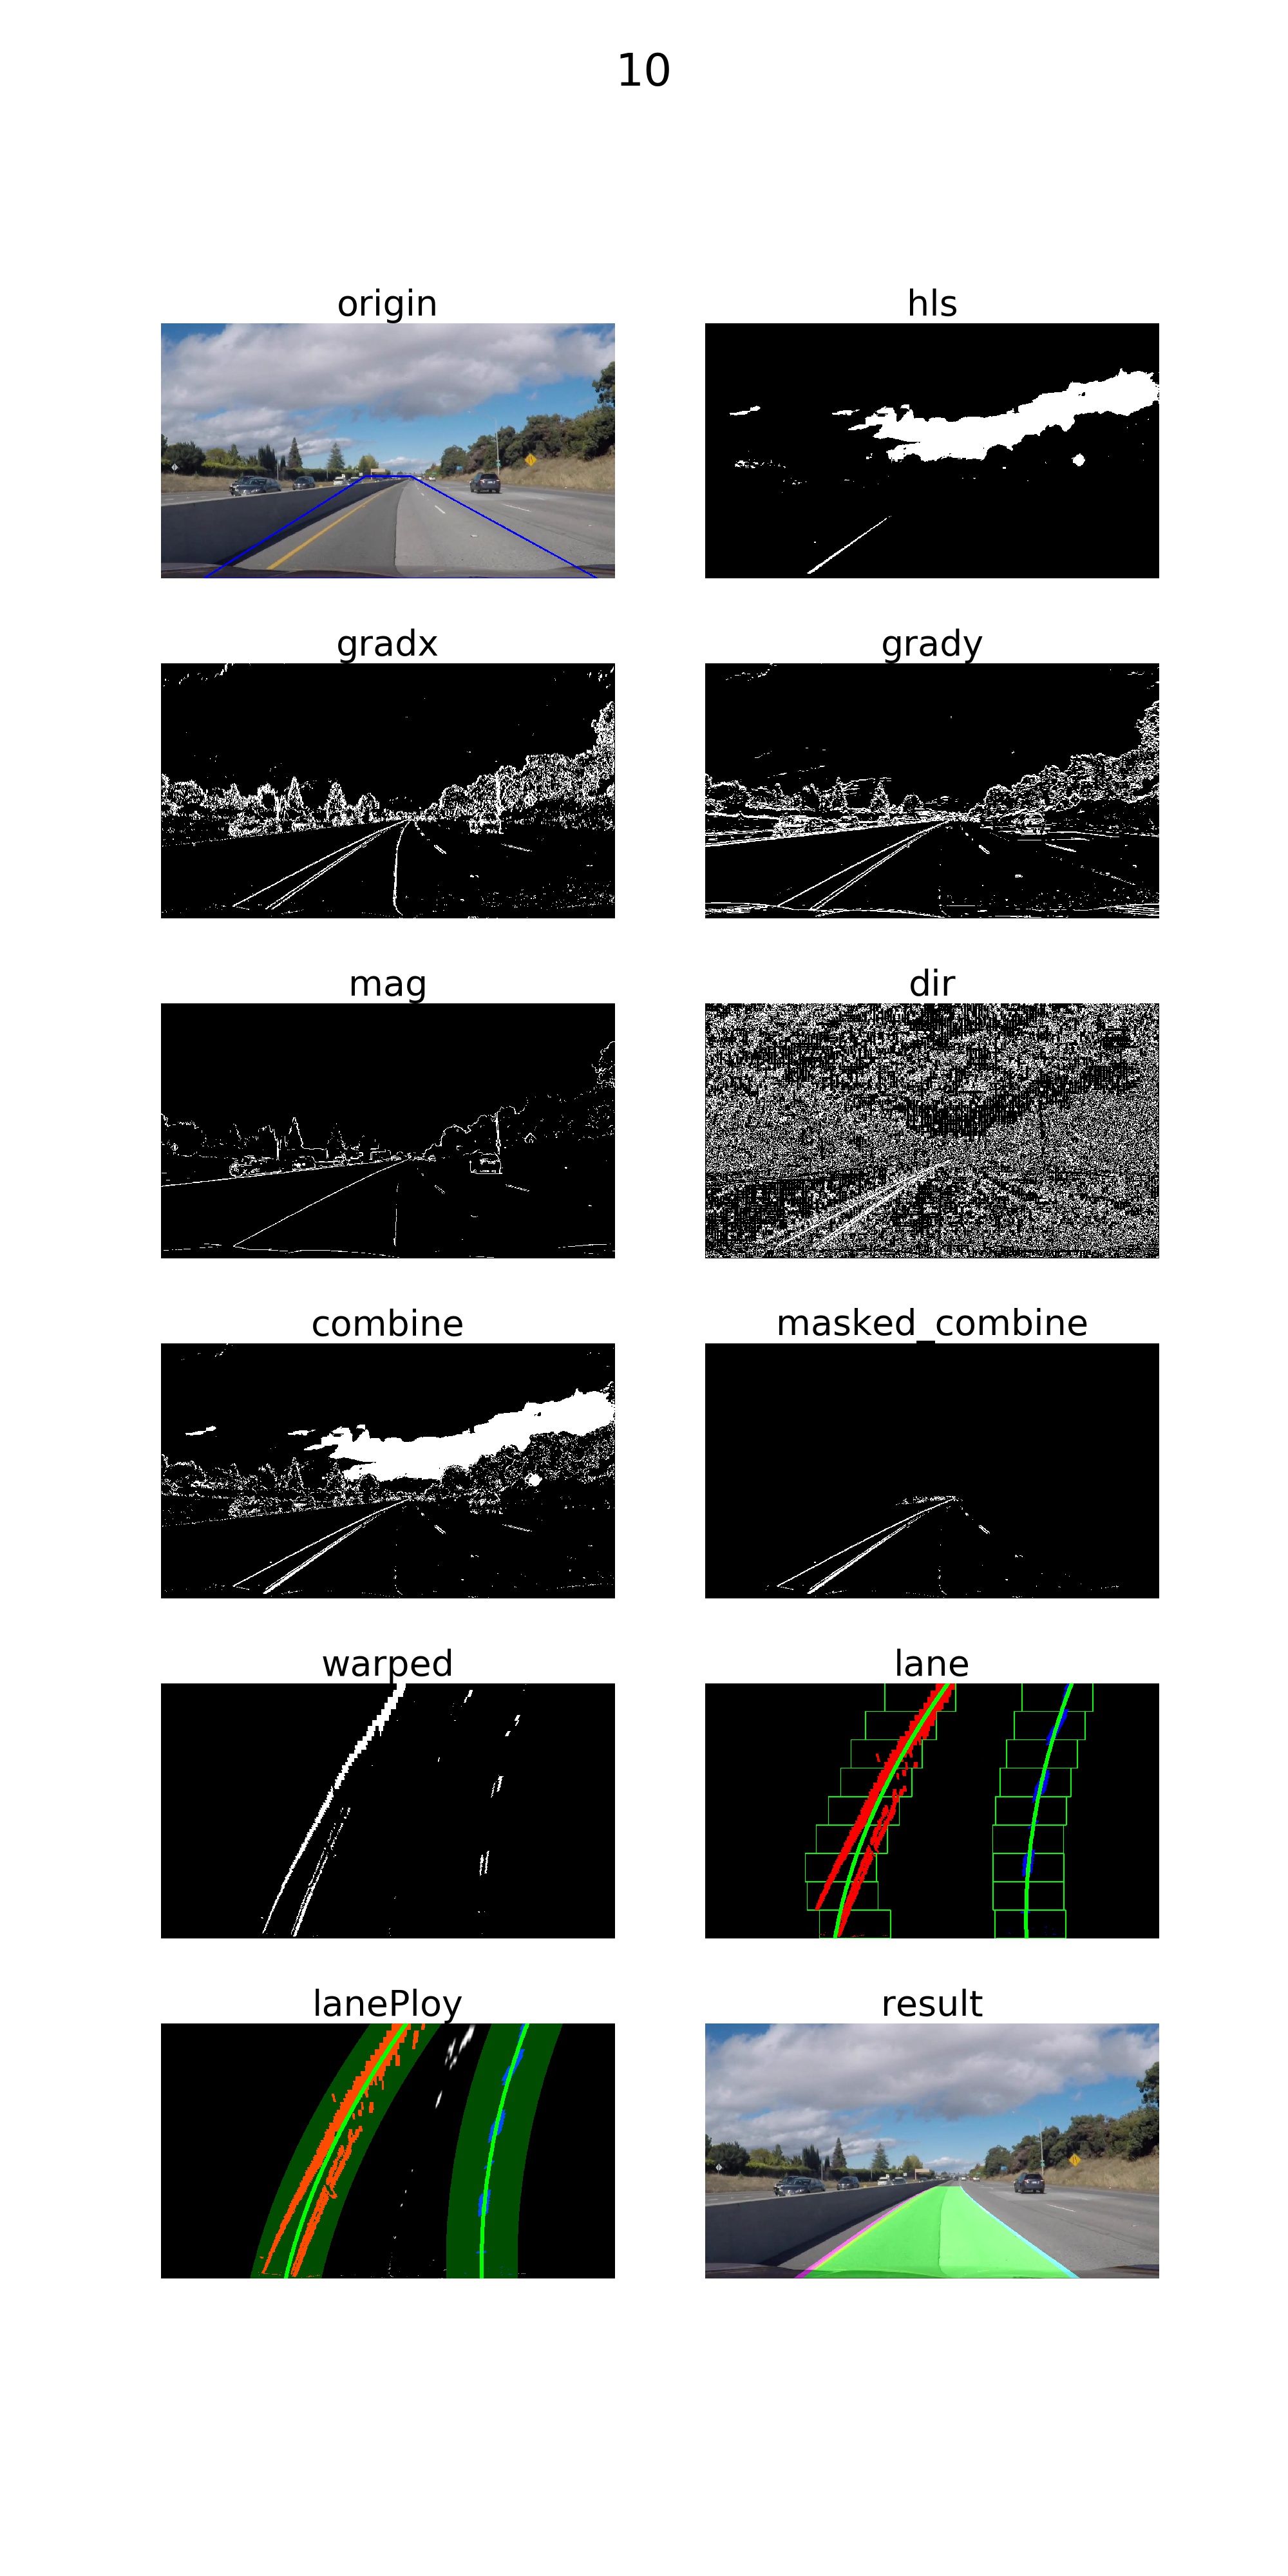 10
origin
hls
gradx
grady
mag
dir
combine
masked_combine
warped
lane
lanePloy
result